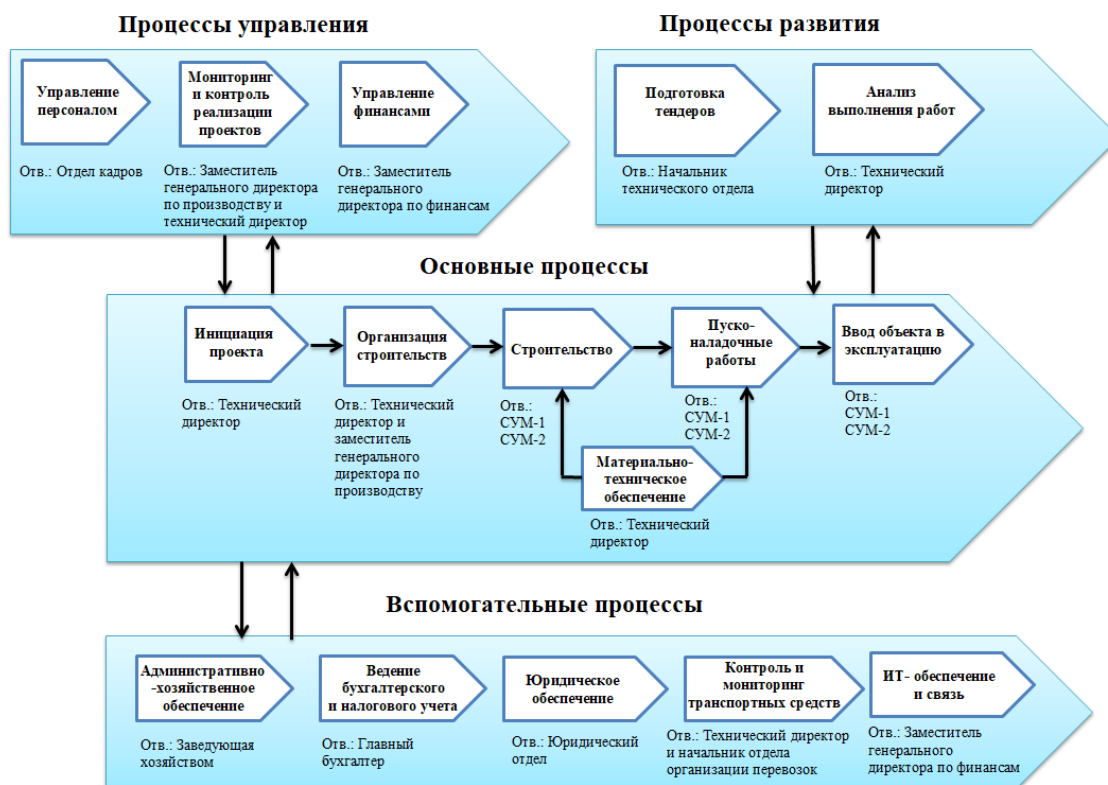 Процессы управления
Процессы развития
Управление
персоналом
Мониторинг
и контроль
реализации
проектов
Управление
финансами
Отв.: Отдел кадров
Отв.: Заместитель
генерального директора
по производству и
технический директор
Отв.: Заместитель
генерального
директора по финансам
Подготовка
тендеров
Анализ
выполнения работ
Отв.: Начальник
технического отдела
Отв.: Технический
директор
Основные процессы
Инициация
проекта
Организация
строительств
Строительство
Пуско-
наладочные
работы
Ввод объекта в
эксплуатацию
Отв.: Технический
директор
Отв.: Технический
директор и
заместитель
генерального
директора по
производству
Отв.:
СУМ-1
СУМ-2
Отв.:
СУМ-1
СУМ-2
Отв.:
СУМ-1
СУМ-2
Материально-
техническое
обеспечение
Отв.: Технический
директор
Вспомогательные процессы
Административно
-хозяйственное
обеспечение
Ведение
бухгалтерского
и налогового учета
Юридическое
обеспечение
Контроль и
мониторинг
транспортных средств
ИТ- обеспечение
и связь
Отв.: Заведующая
хозяйством
Отв.: Главный
бухгалтер
Отв.: Юридический
отдел
Отв.: Технический директор
и начальник отдела
организации перевозок
Отв.: Заместитель
генерального
директора по финансам